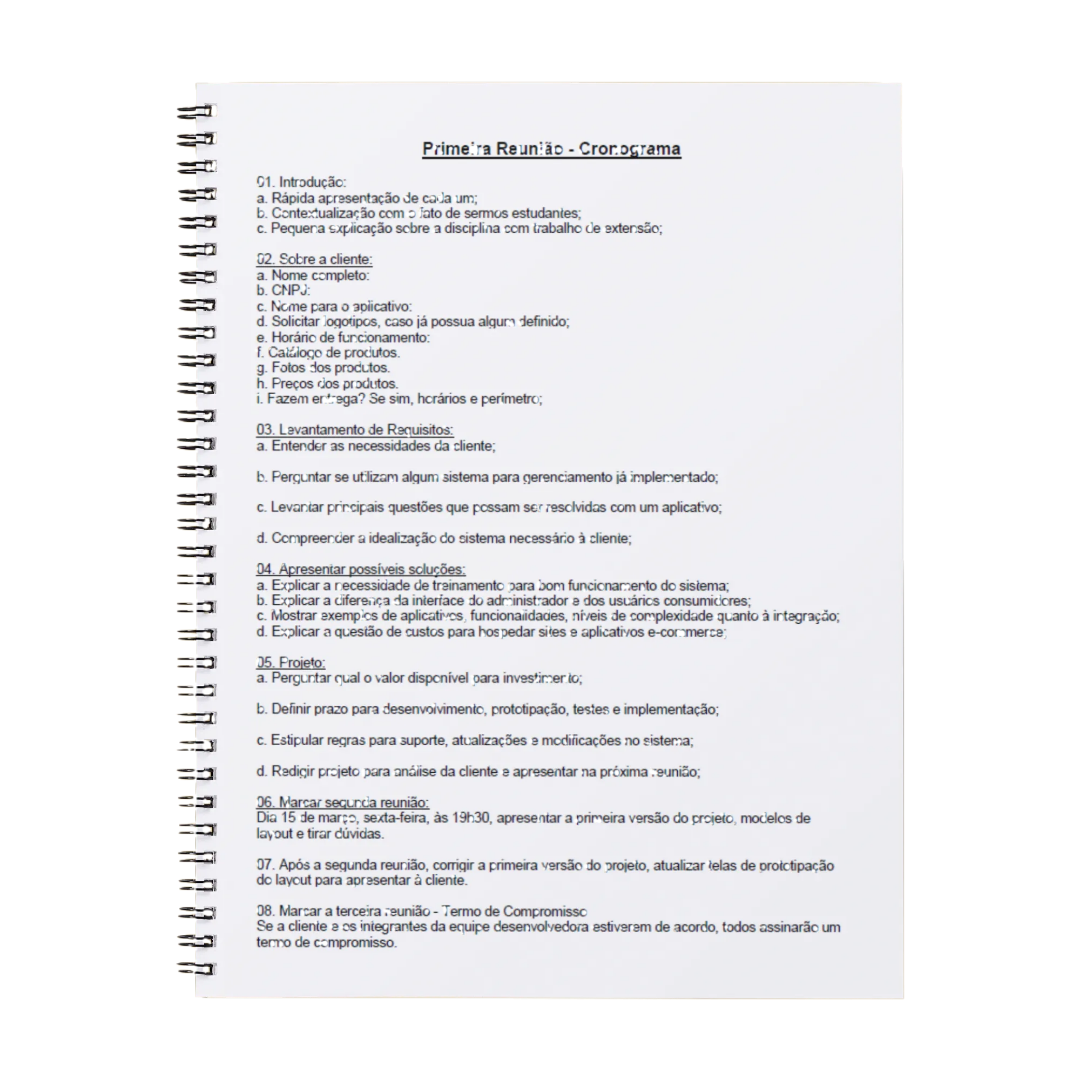 Primeira Reunião - Cronograma
01. Introdução:
a. Rápida apresentação de cada um;
b. Contextualização com o fato de sermos estudantes;
c. Pequena explicação sobre a disciplina com trabalho de extensão;
02. Sobre a cliente:
a. Nome completo:
b. CNPJ:
c. Nome para o aplicativo:
d. Solicitar logotipos, caso já possua algum definido;
e. Horário de funcionamento:
f. Catálogo de produtos.
g. Fotos dos produtos.
h. Preços dos produtos.
i. Fazem entrega? Se sim, horários e perímetro;
03. Levantamento de Requisitos:
a. Entender as necessidades da cliente;
b. Perguntar se utilizam algum sistema para gerenciamento já implementado;
c. Levantar principais questões que possam ser resolvidas com um aplicativo;
d. Compreender a idealização do sistema necessário à cliente;
04. Apresentar possíveis soluções:
a. Explicar a necessidade de treinamento para bom funcionamento do sistema;
b. Explicar a diferença da interface do administrador e dos usuários consumidores;
c. Mostrar exemplos de aplicativos, funcionalidades, níveis de complexidade quanto à integração;
d. Explicar a questão de custos para hospedar sites e aplicativos e-commerce;
05. Projeto:
a. Perguntar qual o valor disponível para investimento;
b. Definir prazo para desenvolvimento, prototipação, testes e implementação;
c. Estipular regras para suporte, atualizações e modificações no sistema;
d. Redigir projeto para análise da cliente e apresentar na próxima reunião;
06. Marcar segunda reunião:
Dia 15 de março, sexta-feira, às 19h30, apresentar a primeira versão do projeto, modelos de
layout e tirar dúvidas.
07. Após a segunda reunião, corrigir a primeira versão do projeto, atualizar telas de prototipação
do layout para apresentar à cliente.
08. Marcar a terceira reunião - Termo de Compromisso
Se a cliente e os integrantes da equipe desenvolvedora estiverem de acordo, todos assinarão um
termo de compromisso.